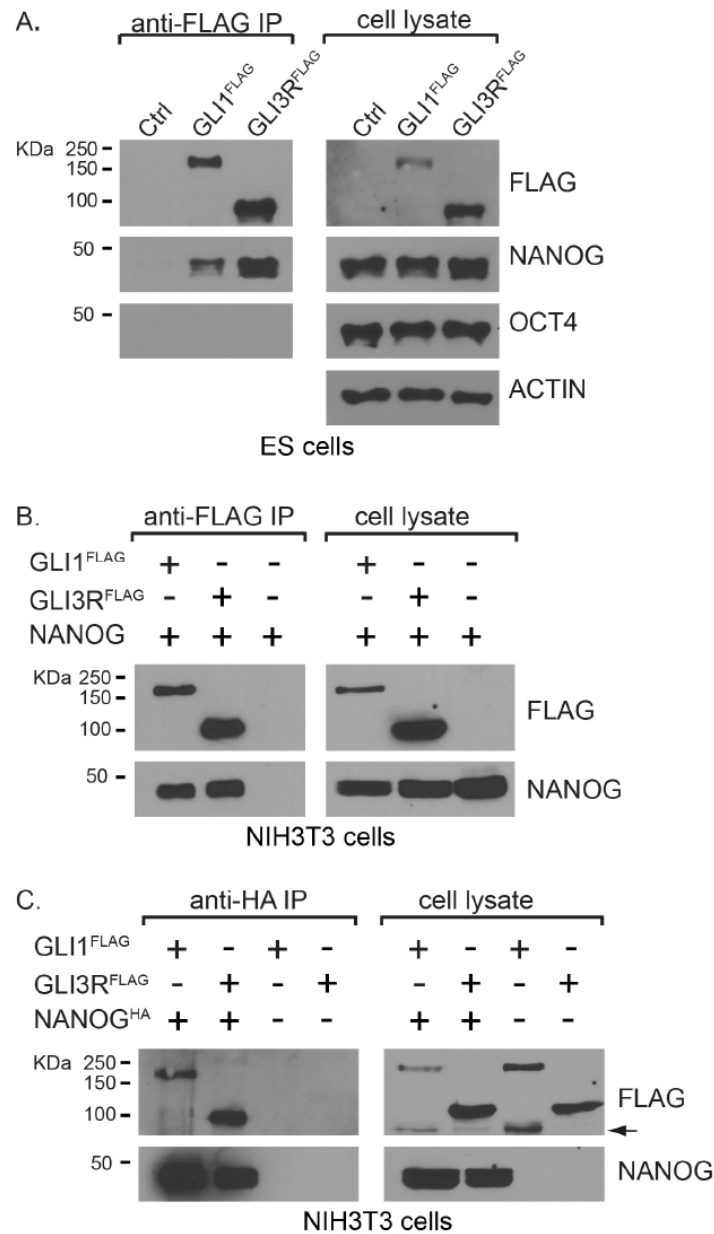 A.
anti-FLAG IP cell lysate
Ctrl GLI1FLAG GLI3RFLAG Ctrl GLI1FLAG GLI3RFLAG
KDa 250
150
100
FLAG
50
NANOG
50
OCT4
ACTIN
ES cells
B.
anti-FLAG IP cell lysate
GLI1FLAG + - - + - -
GLI3RFLAG - + - - + -
NANOG + + + + + +
KDa 250
150
100
FLAG
50
NANOG
NIH3T3 cells
C.
anti-HA IP cell lysate
GLI1FLAG + - + - + - + -
GLI3RFLAG - + - + - + - +
NANOGHA + + - - + + - -
KDa 250
150
100
FLAG
50
NANOG
NIH3T3 cells